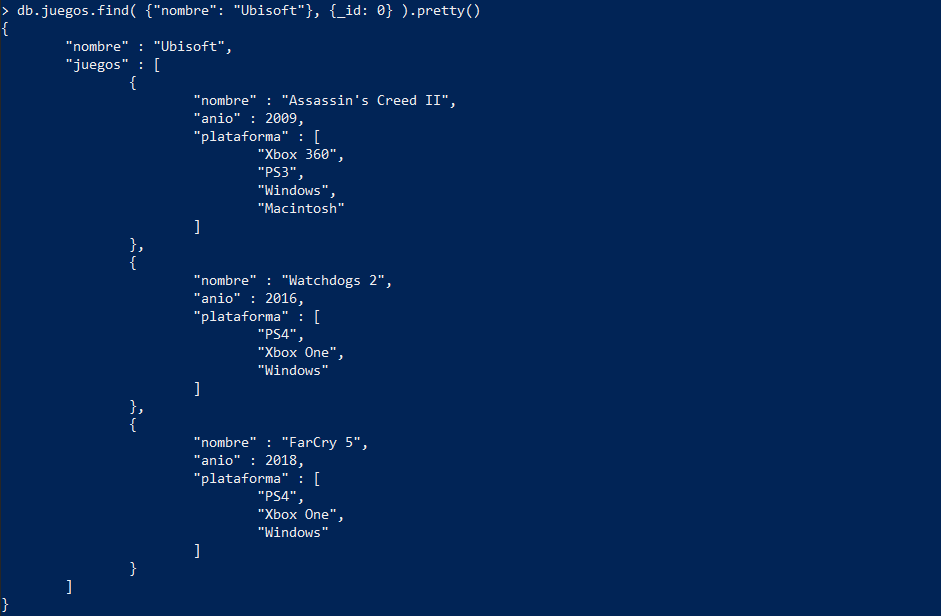 > db.juegos.find( {"nombre": "Ubisoft"}, {_id: 0} ).pretty()
{
        "nombre" : "Ubisoft",
        "juegos" : [
                {
                        "nombre" : "Assassin's Creed II",
                        "anio" : 2009,
                        "plataforma" : [
                                "Xbox 360",
                                "PS3",
                                "Windows",
                                "Macintosh"
                        ]
                },
                {
                        "nombre" : "Watchdogs 2",
                        "anio" : 2016,
                        "plataforma" : [
                                "PS4",
                                "Xbox One",
                                "Windows"
                        ]
                },
                {
                        "nombre" : "FarCry 5",
                        "anio" : 2018,
                        "plataforma" : [
                                "PS4",
                                "Xbox One",
                                "Windows"
                        ]
                }
        ]
}